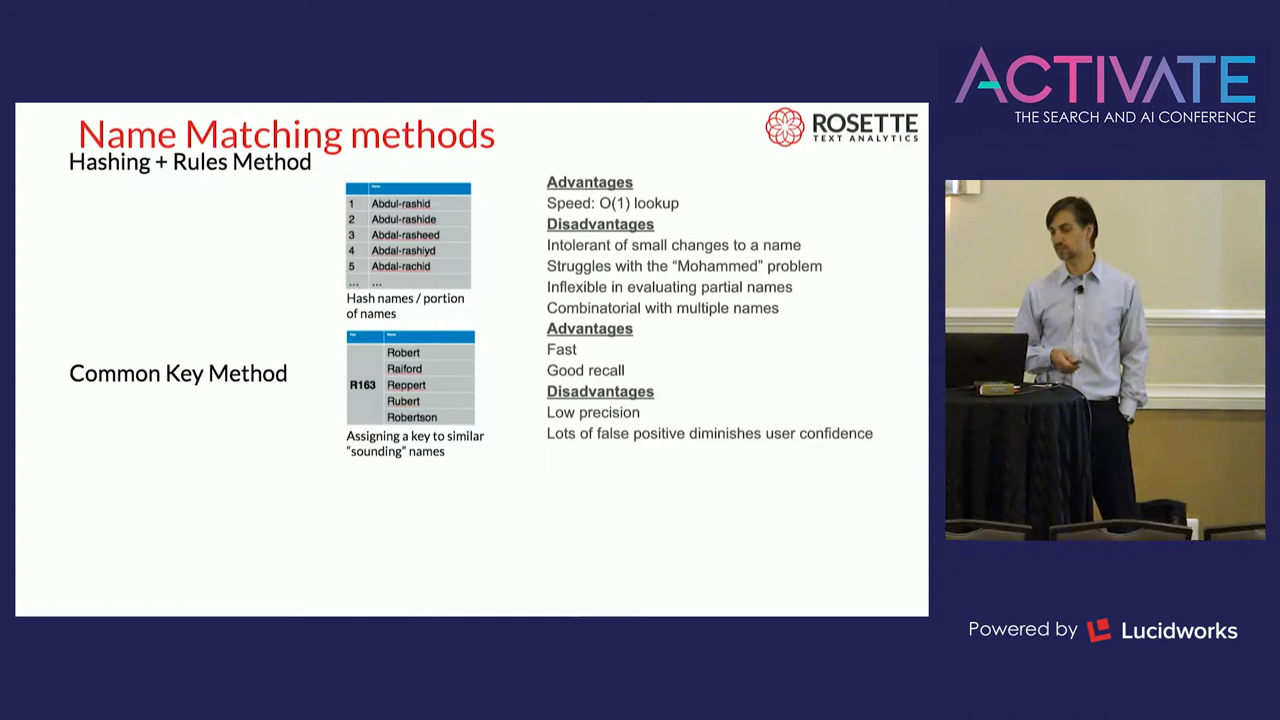 ACTIVATE
THE SEARCH AND AI CONFERENCE
Name Matching methods
ROSETTE
TEXT ANALYTICS
Hashing + Rules Method
Name
1 Abdul-rashid
2 Abdul-rashide
3 Abdal-rasheed
4 Abdal-rashiyd
5 Abdal-rachid
... ...
Hash names / portion
of names
Advantages
Speed: O(1) lookup
Disadvantages
Intolerant of small changes to a name
Struggles with the “Mohammed” problem
Inflexible in evaluating partial names
Combinatorial with multiple names
Common Key Method
Key Name
Robert
Raiford
R163 Reppert
Rubert
Robertson
Assigning a key to similar
“sounding” names
Advantages
Fast
Good recall
Disadvantages
Low precision
Lots of false positive diminishes user confidence
Powered by Lucidworks